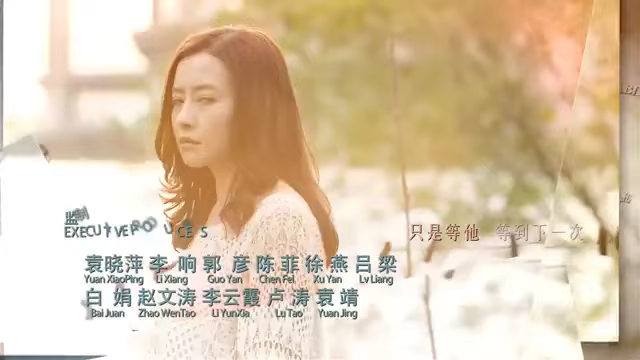 监制
EXECUTIVE PRODUCERS
只是等他 等到下一次
袁晓萍 李响 郭彦 陈菲 徐燕 吕梁
Yuan XiaoPing Li Xiang Guo Yan Chen Fei Xu Yan Lv Liang
白娟 赵文涛 李云霞 卢涛 袁靖
Bai Juan Zhao WenTao Li YunXia Lu Tao Yuan Jing